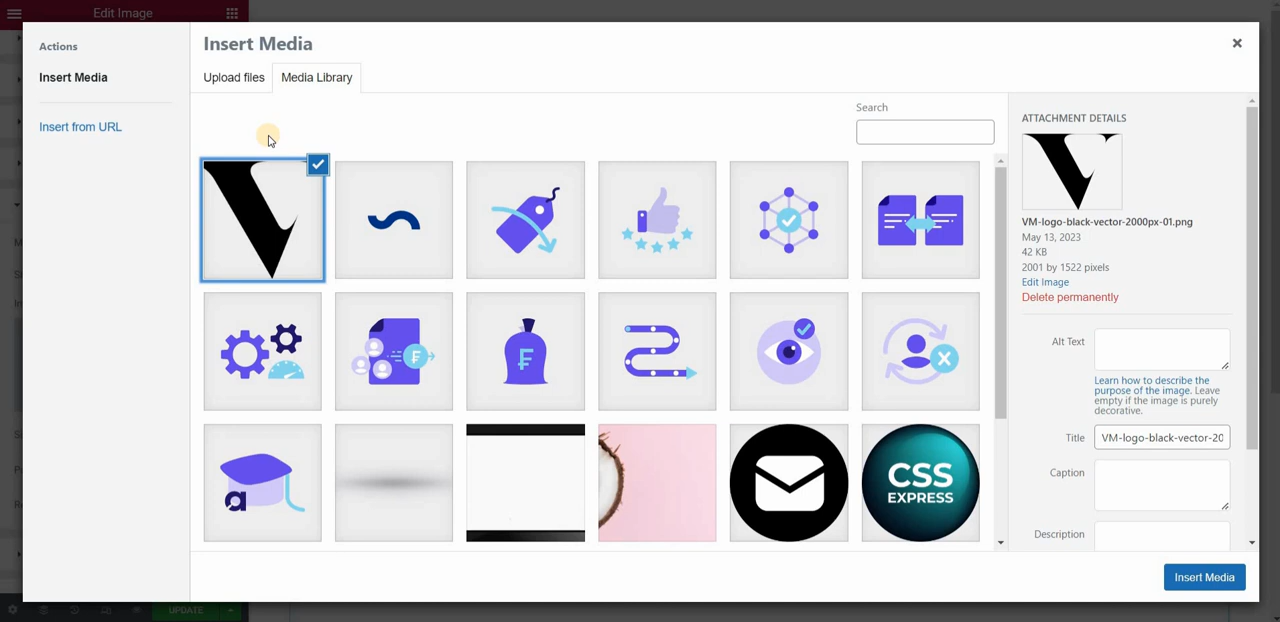 Edit Image
Actions
Insert Media
Insert from URL
Insert Media
Upload files
Media Library
Search
a
CSS
EXPRESS
ATTACHMENT DETAILS
VM-logo-black-vector-2000px-01.png
May 13, 2023
42 KB
2001 by 1522 pixels
Edit Image
Delete permanently
Alt Text
Learn how to describe the
purpose of the image. Leave
empty if the image is purely
decorative.
Title
VM-logo-black-vector-20
Caption
Description
Insert Media
UPDATE